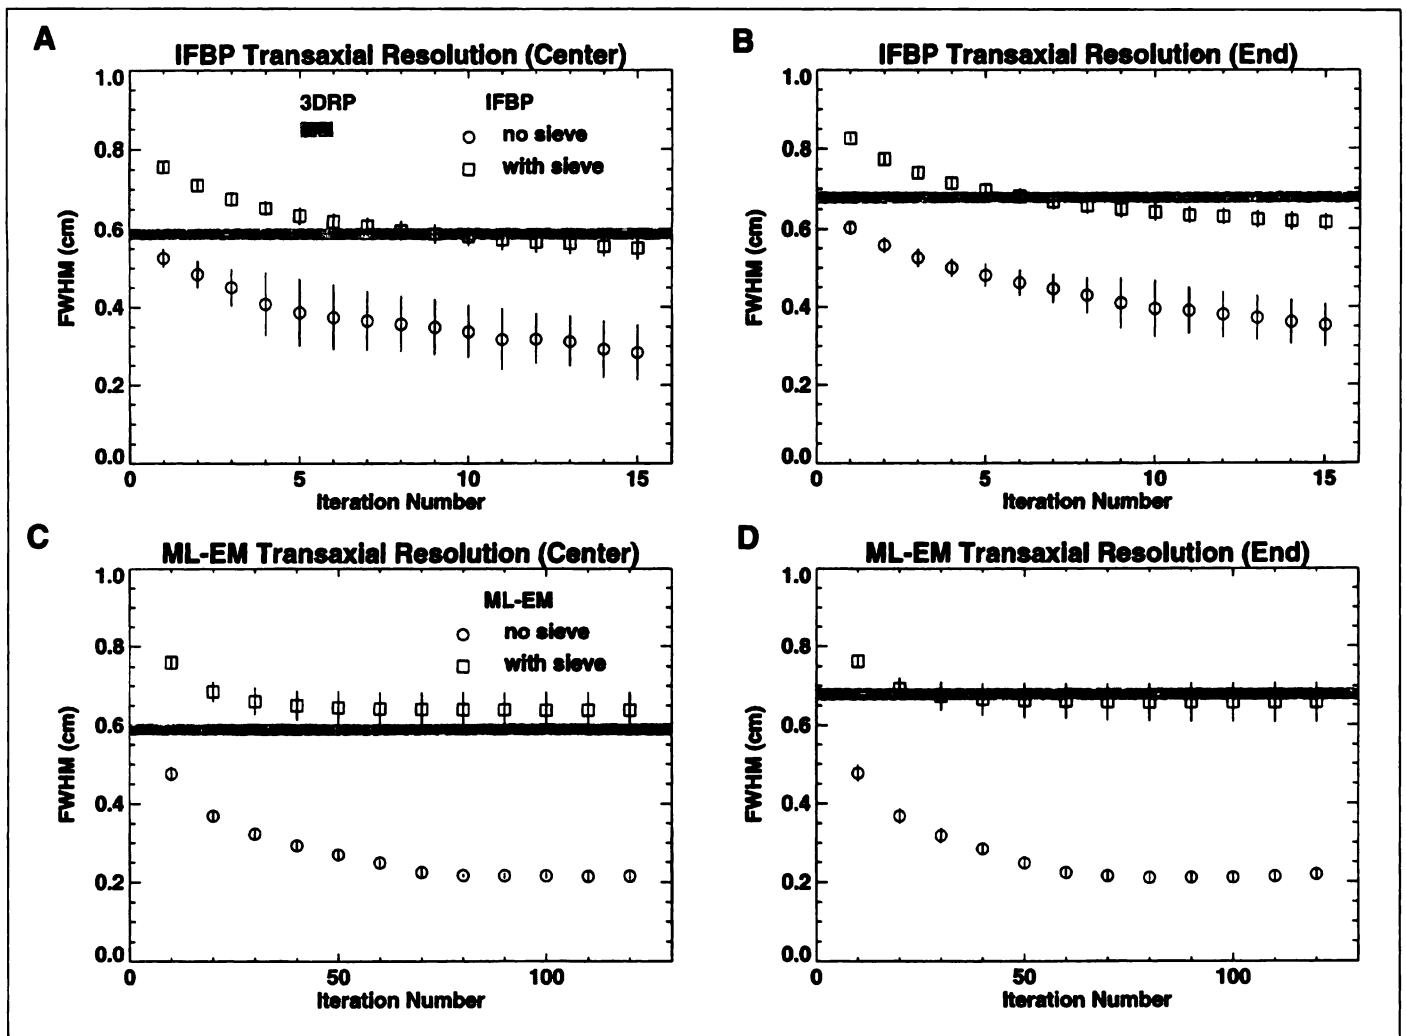 A
IFBP Transaxial Resolution (Center)
1.0
0.8
0.6
0.4
0.2
0.0
FWHM (cm)
3DRP
IFBP
no sieve
with sieve
0 5 10 15
Iteration Number
B
IFBP Transaxial Resolution (End)
1.0
0.8
0.6
0.4
0.2
0.0
FWHM (cm)
0 5 10 15
Iteration Number
C
ML-EM Transaxial Resolution (Center)
1.0
0.8
0.6
0.4
0.2
0.0
FWHM (cm)
ML-EM
no sieve
with sieve
0 50 100
Iteration Number
D
ML-EM Transaxial Resolution (End)
1.0
0.8
0.6
0.4
0.2
0.0
FWHM (cm)
0 50 100
Iteration Number